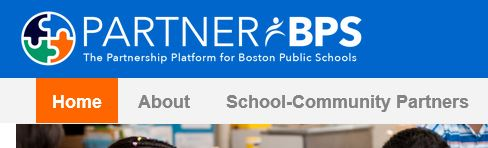 PARTNER BPS
The Partnership Platform for Boston Public Schools
Home About School-Community Partners